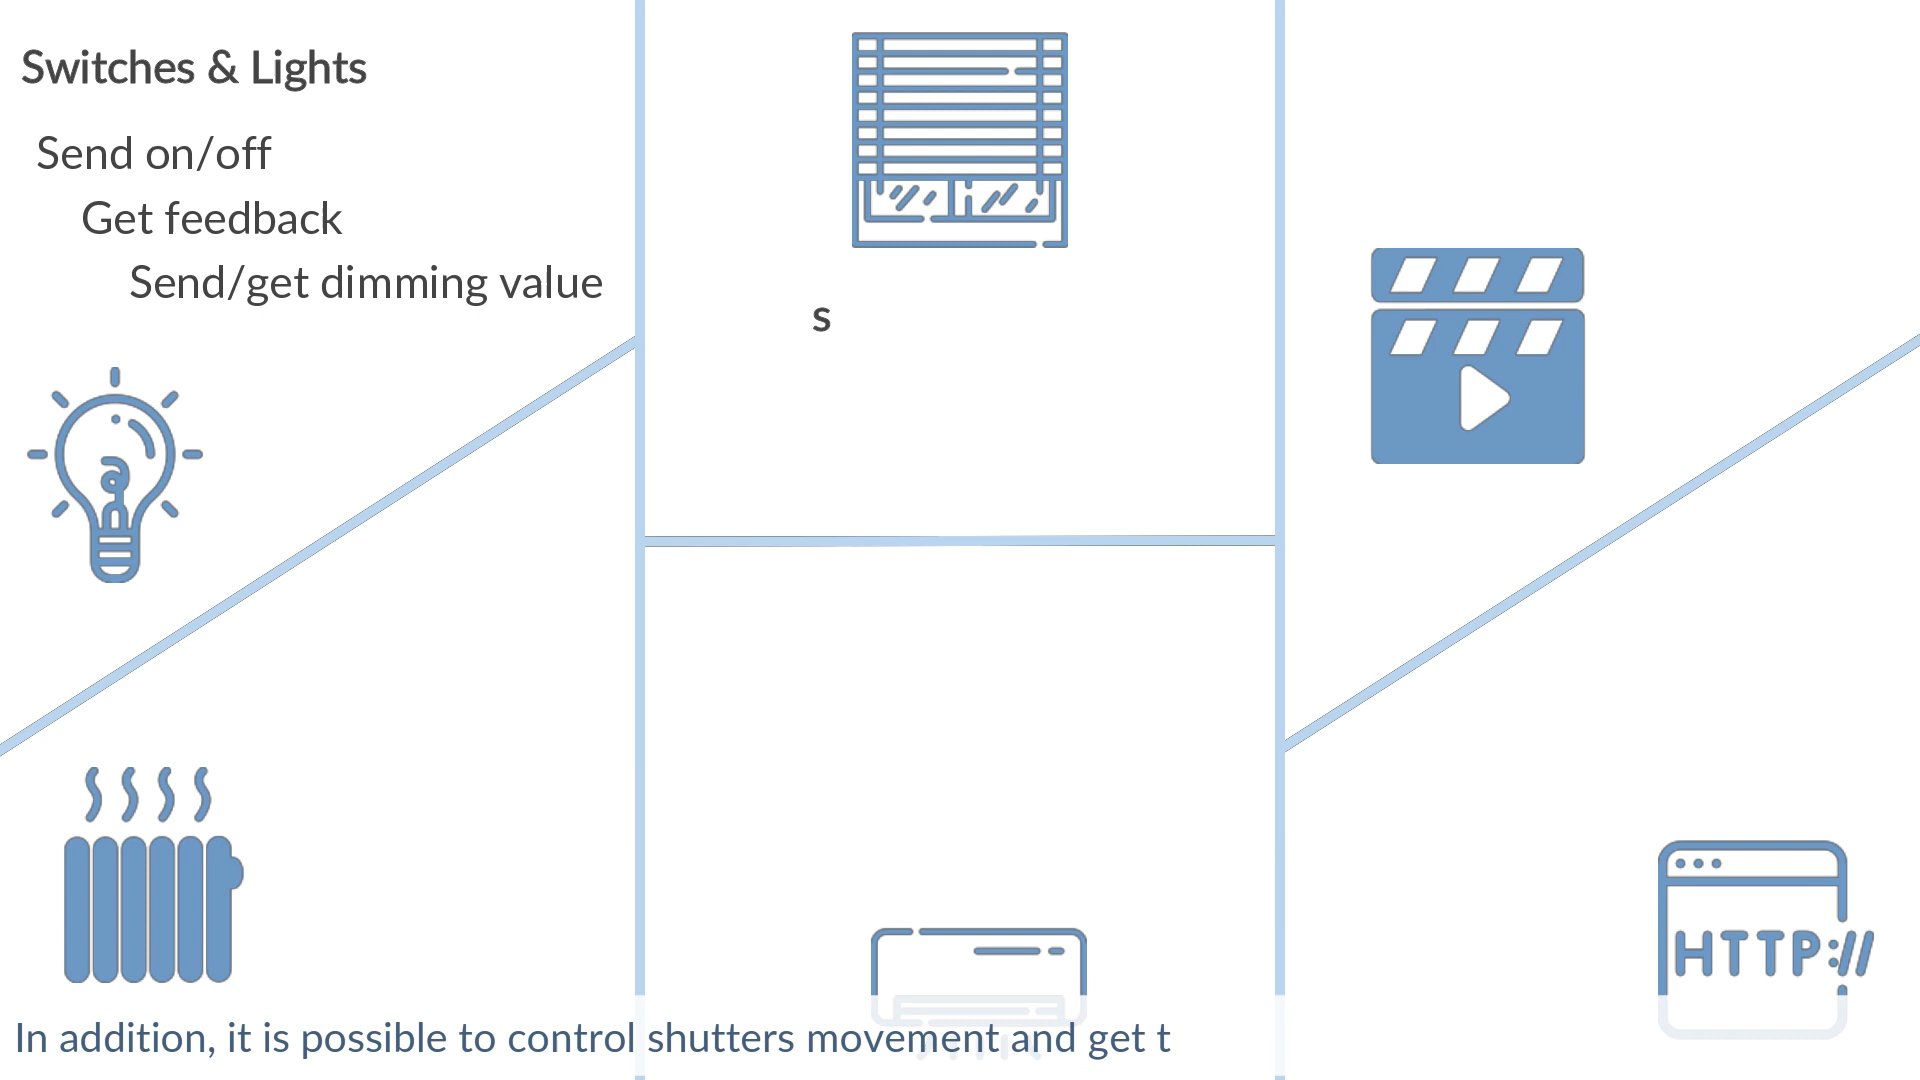 Switches & Lights
Send on/off
Get feedback
Send/get dimming value
s
HTTP://
In addition, it is possible to control shutters movement and get t